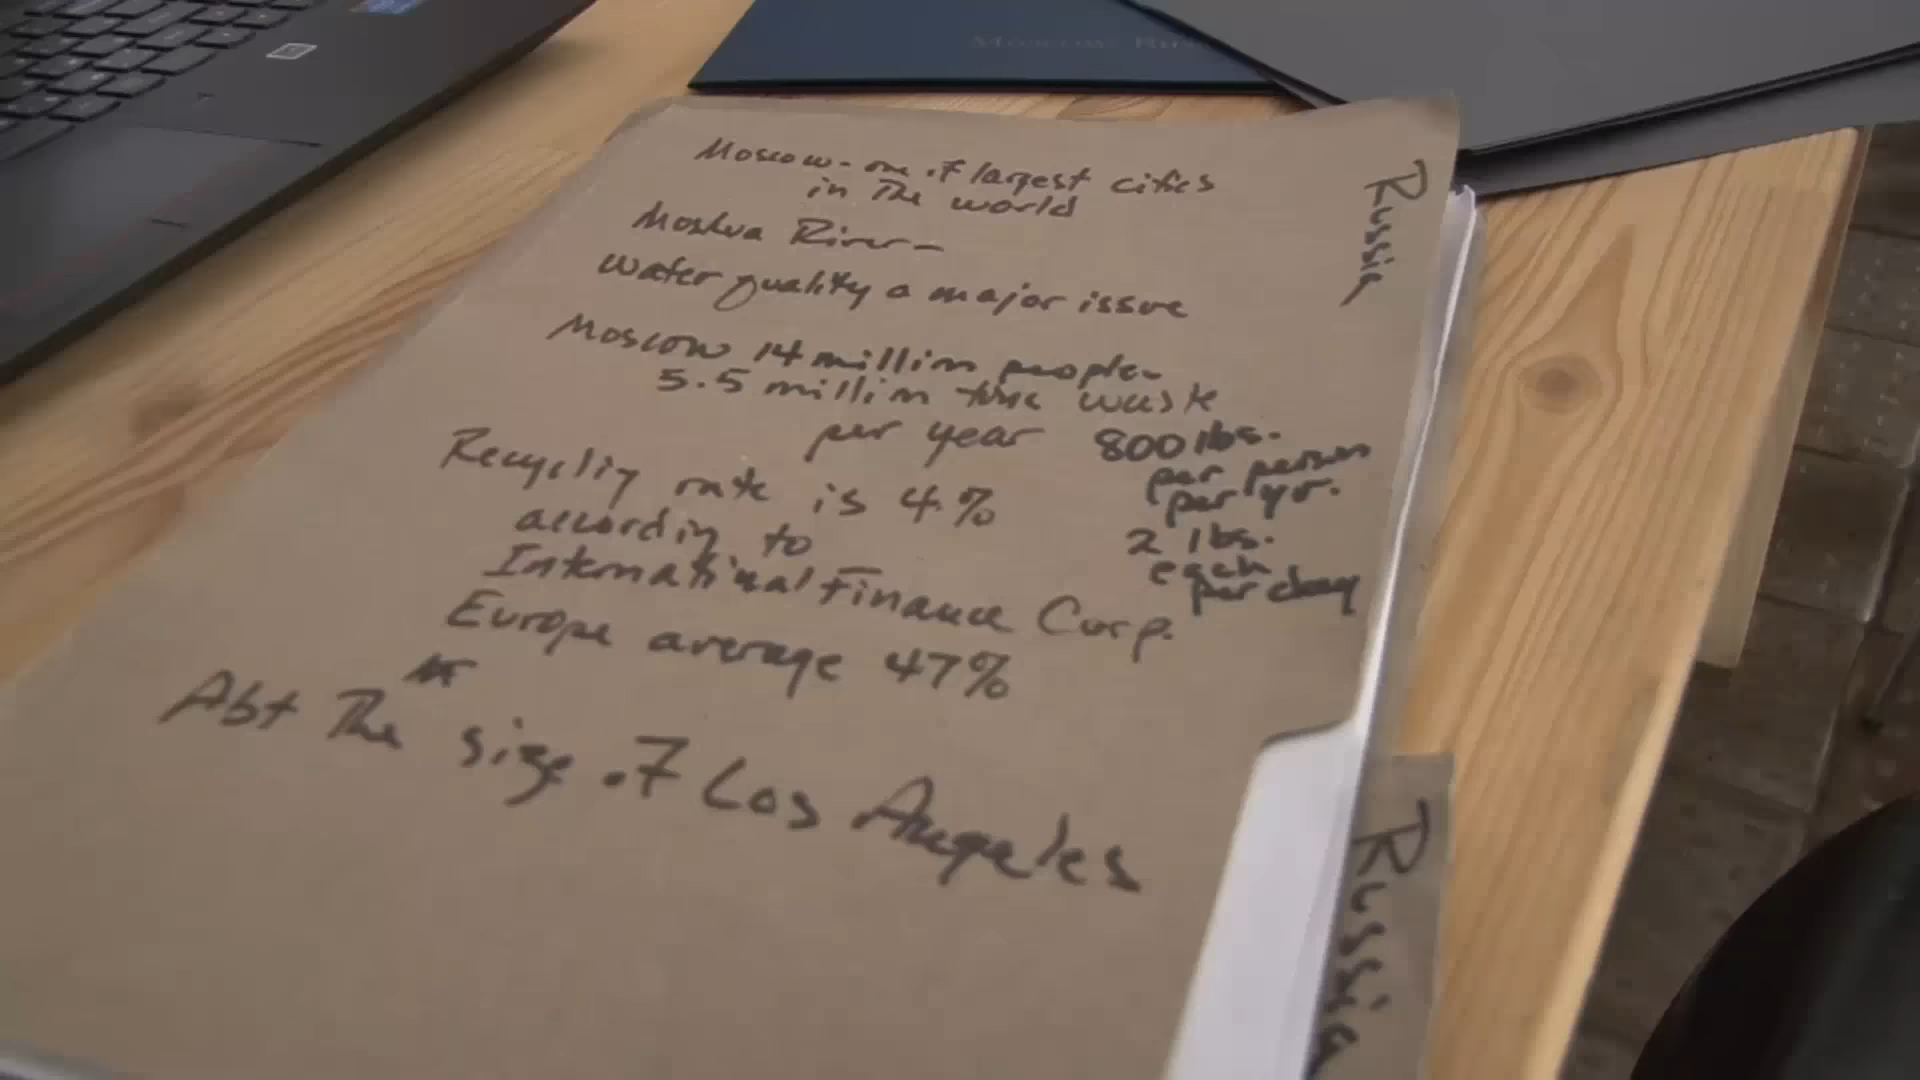 Moscow Rus
Moscow - one of largest cities
in The world
Moskva River -
Water quality a major issue
Moscow 14 million people -
5.5 million tons waste
per year
800 lbs.
per person
per yr.
2 lbs.
each
per day
Recycling rate is 4%
according to
International Finance Corp.
Europe average 47%
Abt The size of Los Angeles
Russia
Russia